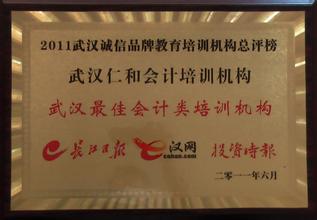 2011武汉诚信品牌教育培训机构总评榜
武汉仁和会计培训机构
武汉最佳会计类培训机构
长江日报 汉网 cnhan.com 投资时报
二零一一年六月